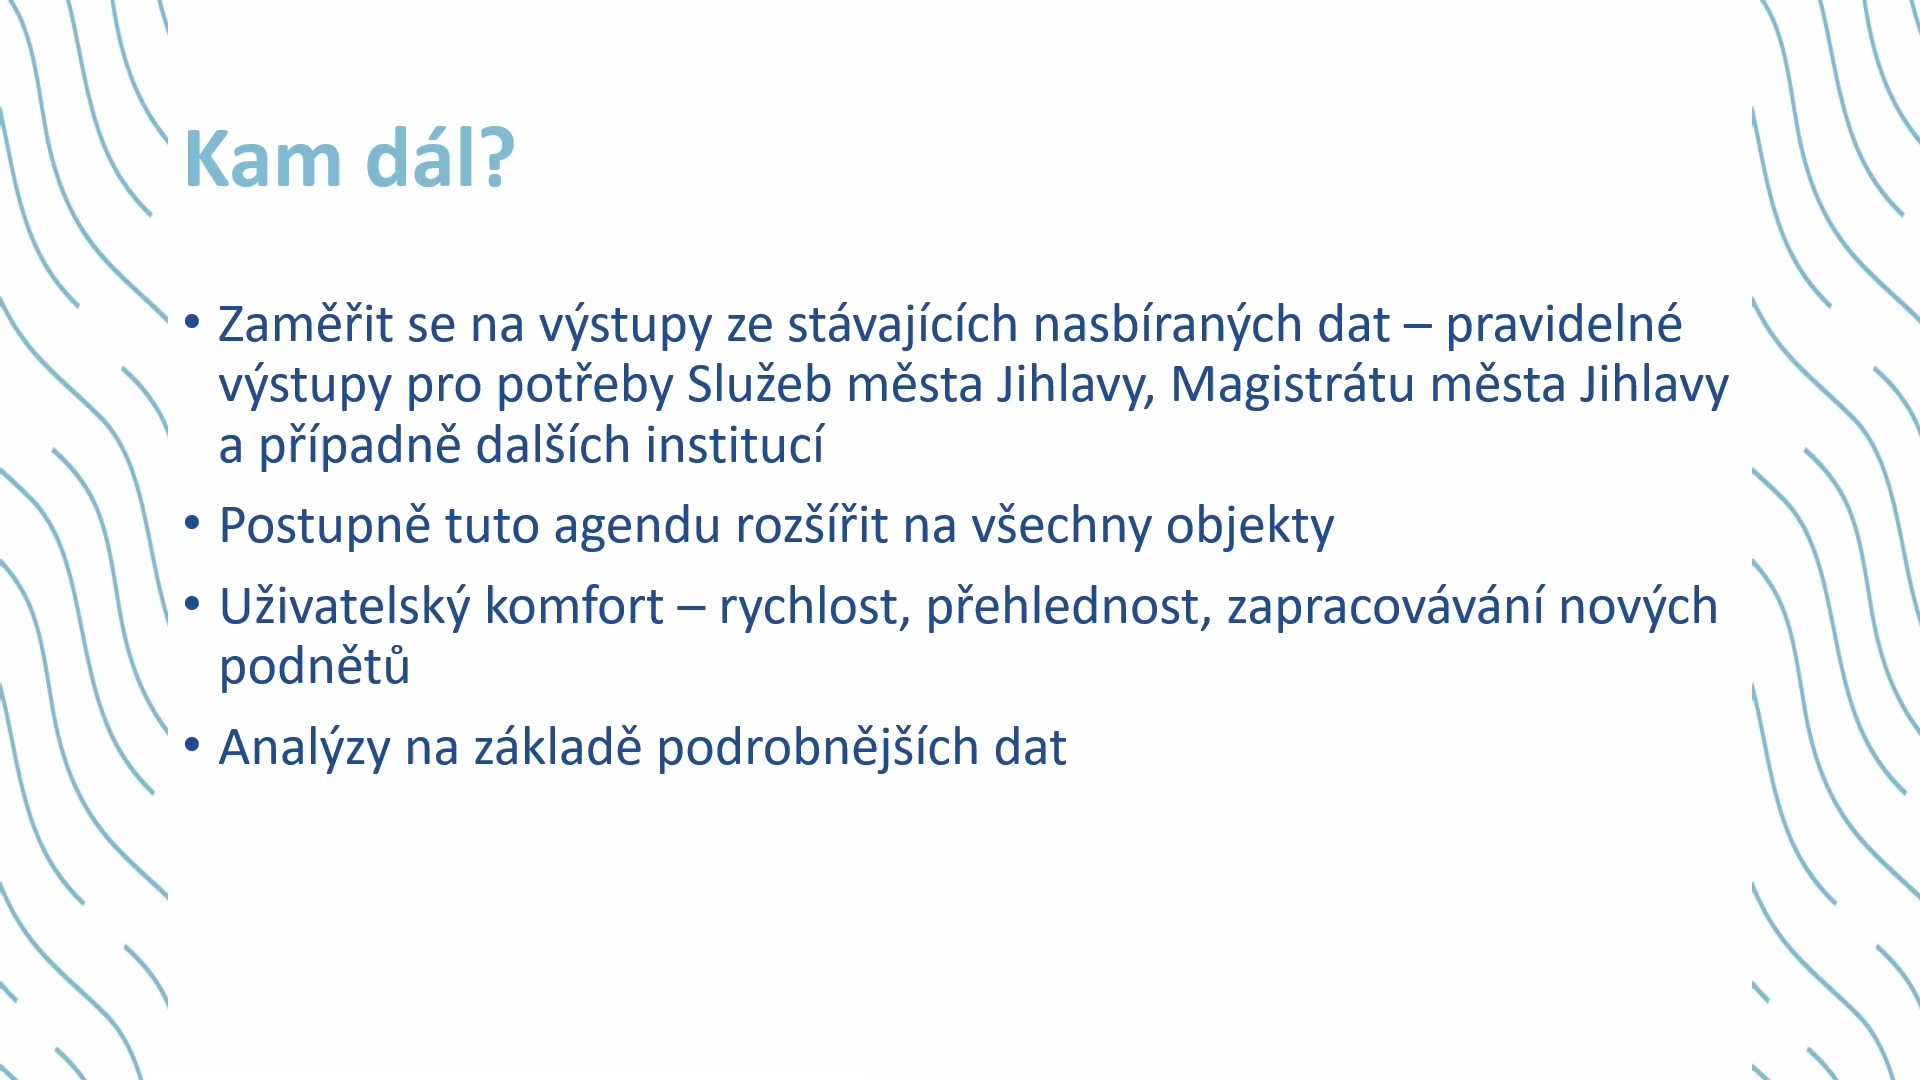 Kam dál?
• Zaměřit se na výstupy ze stávajících nasbíraných dat – pravidelné
výstupy pro potřeby Služeb města Jihlavy, Magistrátu města Jihlavy
a případně dalších institucí
• Postupně tuto agendu rozšířit na všechny objekty
• Uživatelský komfort – rychlost, přehlednost, zapracovávání nových
podnětů
• Analýzy na základě podrobnějších dat